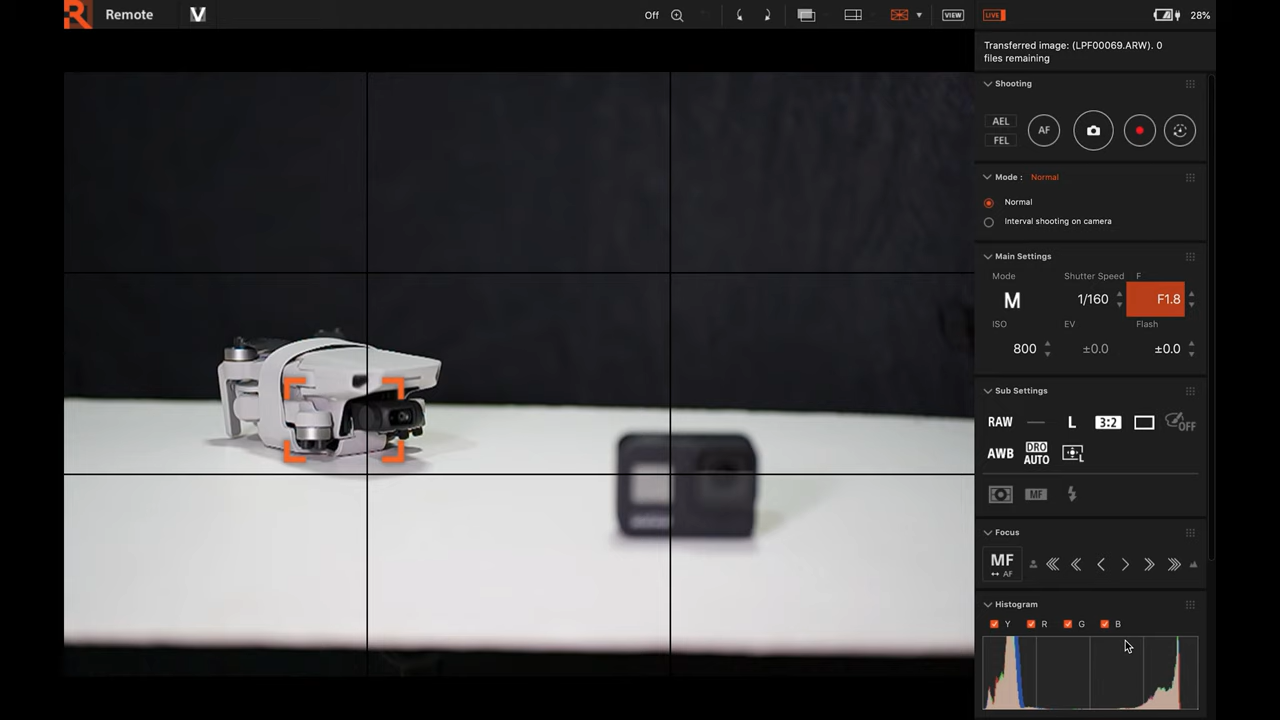 R Remote V Off VIEW LIVE 28%
Transferred image: (LPF00069.ARW). 0
files remaining
Shooting
AEL
FEL
AF
Mode : Normal
Normal
Interval shooting on camera
Main Settings
Mode Shutter Speed F
M 1/160 F1.8
ISO EV Flash
800 ±0.0 ±0.0
Sub Settings
RAW L 3:2 OFF
AWB DRO AUTO L
MF
Focus
MF
↔ AF
Histogram
Y R G B